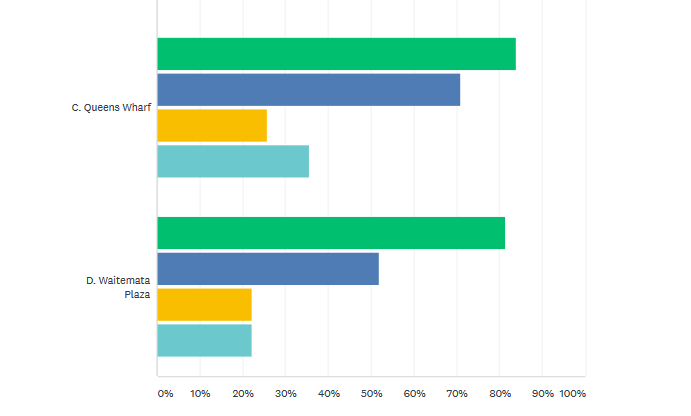 C. Queens Wharf
D. Waitemata
Plaza
0% 10% 20% 30% 40% 50% 60% 70% 80% 90% 100%